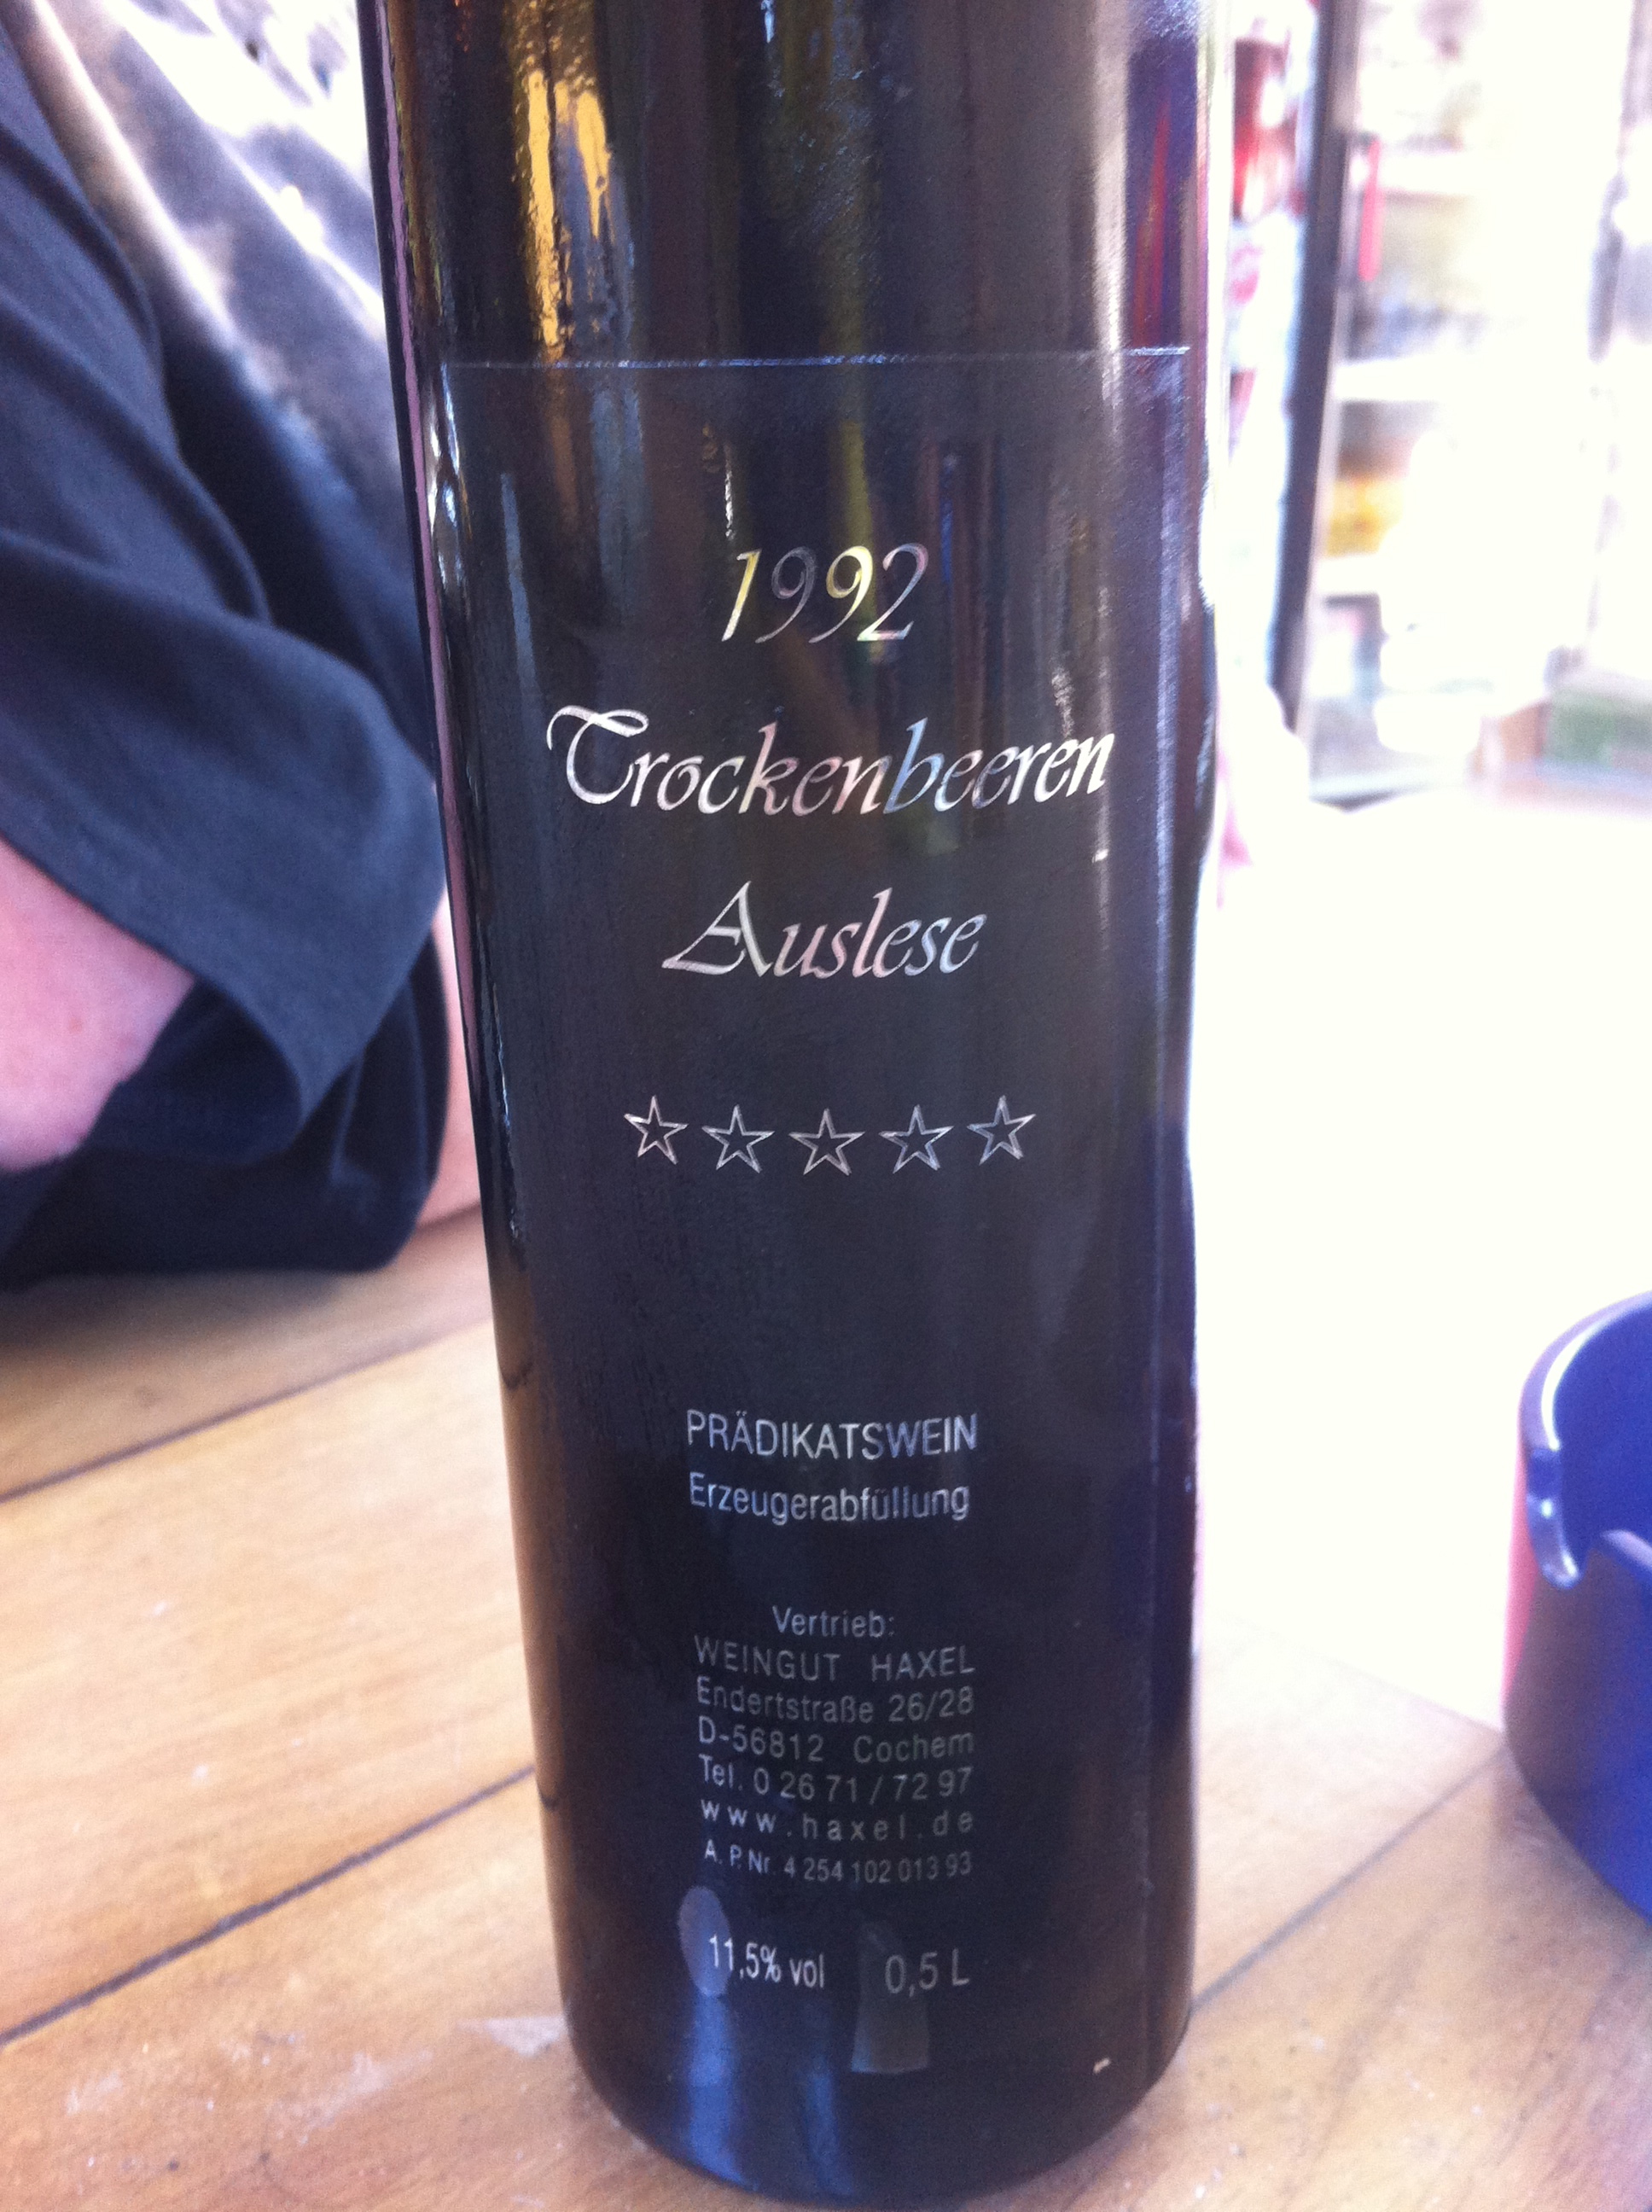 1992
Trockenbeeren
Auslese
PRÄDIKATSWEIN
Erzeugerabfüllung
Vertrieb:
WEINGUT HAXEL
Endertstraße 26/28
D-56812 Cochem
Tel. 0 26 71 / 72 97
www.haxel.de
A. P. Nr. 4 254 102 013 93
11,5% vol 0,5 L